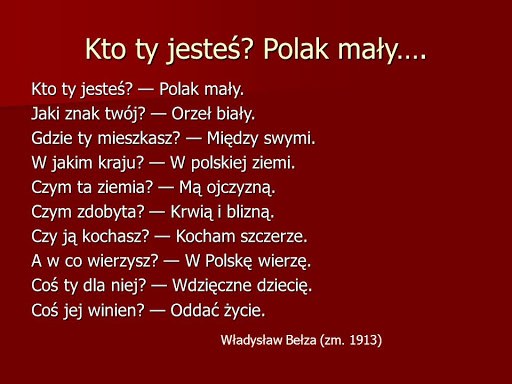 Kto ty jesteś? Polak mały….
Kto ty jesteś? — Polak mały.
Jaki znak twój? — Orzeł biały.
Gdzie ty mieszkasz? — Między swymi.
W jakim kraju? — W polskiej ziemi.
Czym ta ziemia? — Mą ojczyzną.
Czym zdobyta? — Krwią i blizną.
Czy ją kochasz? — Kocham szczerze.
A w co wierzysz? — W Polskę wierzę.
Coś ty dla niej? — Wdzięczne dziecię.
Coś jej winien? — Oddać życie.
Władysław Bełza (zm. 1913)